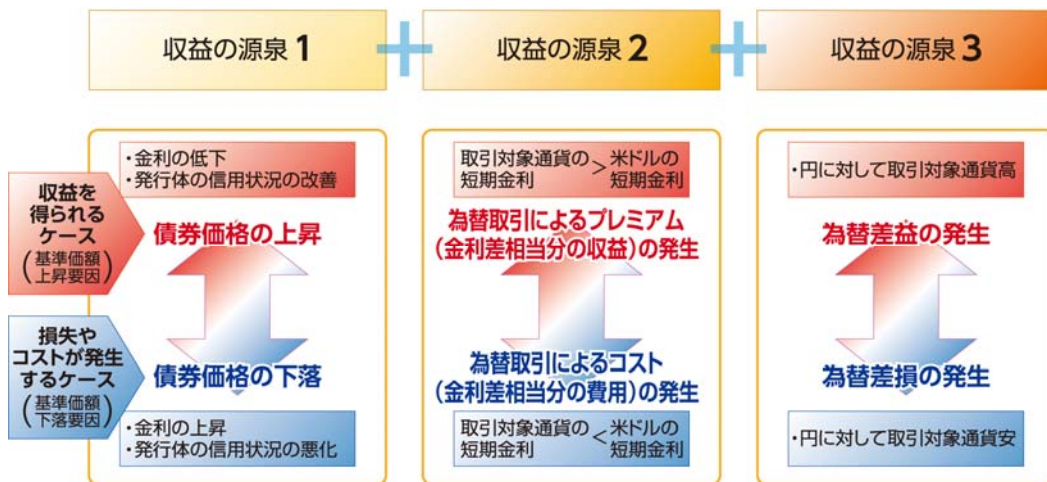 収益の源泉 1
+
収益の源泉 2
+
収益の源泉 3
収益を
得られる
ケース
(基準価額
上昇要因)
・金利の低下
・発行体の信用状況の改善
債券価格の上昇
取引対象通貨の > 米ドルの
短期金利 短期金利
為替取引によるプレミアム
(金利差相当分の収益)の発生
・円に対して取引対象通貨高
為替差益の発生
損失や
コストが発生
するケース
(基準価額
下落要因)
債券価格の下落
・金利の上昇
・発行体の信用状況の悪化
為替取引によるコスト
(金利差相当分の費用)の発生
取引対象通貨の < 米ドルの
短期金利 短期金利
為替差損の発生
・円に対して取引対象通貨安